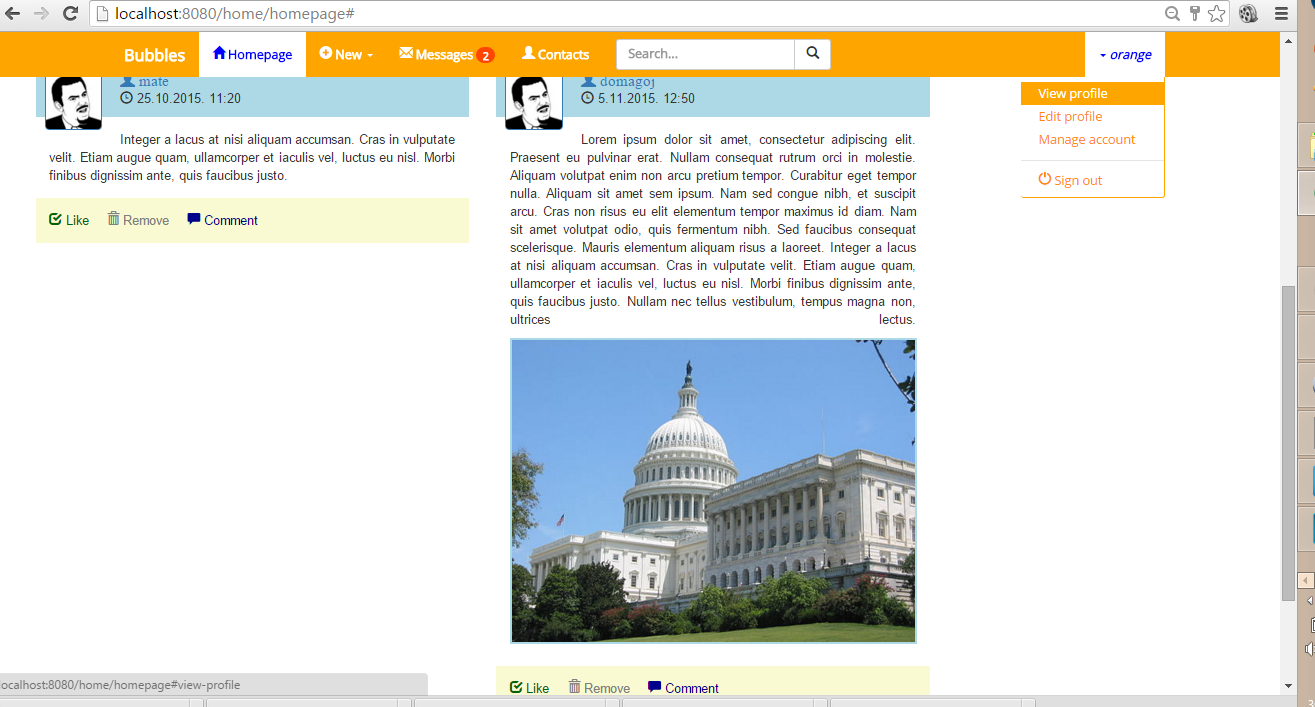 localhost:8080/home/homepage#
Bubbles Homepage New Messages 2 Contacts Search... orange
View profile
Edit profile
Manage account
Sign out
mate
25.10.2015. 11:20
Integer a lacus at nisi aliquam accumsan. Cras in vulputate
velit. Etiam augue quam, ullamcorper et iaculis vel, luctus eu nisl. Morbi
finibus dignissim ante, quis faucibus justo.
Like Remove Comment
domagoj
5.11.2015. 12:50
Lorem ipsum dolor sit amet, consectetur adipiscing elit.
Praesent eu pulvinar erat. Nullam consequat rutrum orci in molestie.
Aliquam volutpat enim non arcu pretium tempor. Curabitur eget tempor
nulla. Aliquam sit amet sem ipsum. Nam sed congue nibh, et suscipit
arcu. Cras non risus eu elit elementum tempor maximus id diam. Nam
sit amet volutpat odio, quis fermentum nibh. Sed faucibus consequat
scelerisque. Mauris elementum aliquam risus a laoreet. Integer a lacus
at nisi aliquam accumsan. Cras in vulputate velit. Etiam augue quam,
ullamcorper et iaculis vel, luctus eu nisl. Morbi finibus dignissim ante,
quis faucibus justo. Nullam nec tellus vestibulum, tempus magna non,
ultrices lectus.
Like Remove Comment
ocalhost:8080/home/homepage#view-profile